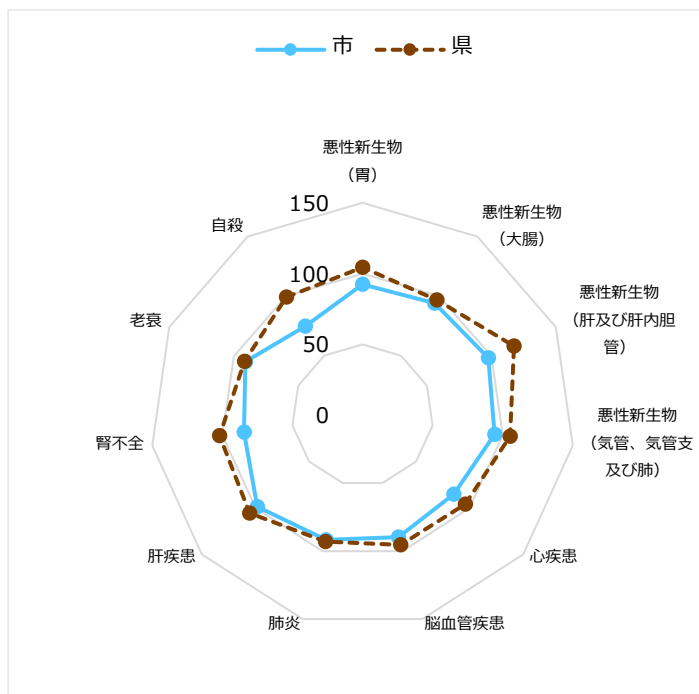 市 県
悪性新生物
（胃）
悪性新生物
（大腸）
悪性新生物
（肝及び肝内胆
管）
悪性新生物
（気管、気管支
及び肺）
心疾患
脳血管疾患
肺炎
肝疾患
腎不全
老衰
自殺
150
100
50
0